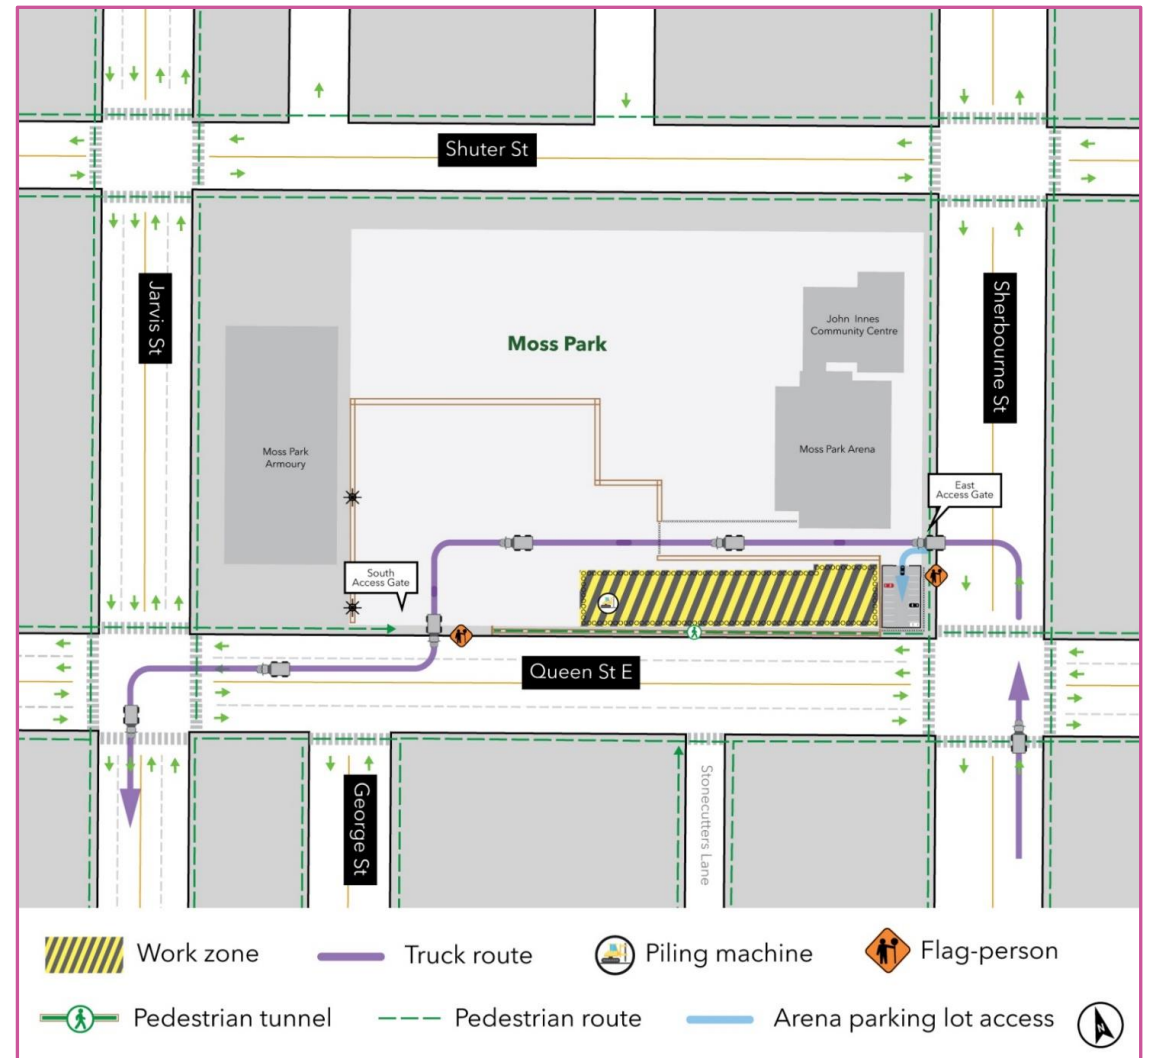 Shuter St
Jarvis St
Sherbourne St
John Innes
Community Centre
Moss Park
Moss Park
Armoury
Moss Park Arena
East
Access Gate
South
Access Gate
Queen St E
George St
Stonecutters Lane
Work zone
Truck route
Piling machine
Flag-person
Pedestrian tunnel
Pedestrian route
Arena parking lot access
N